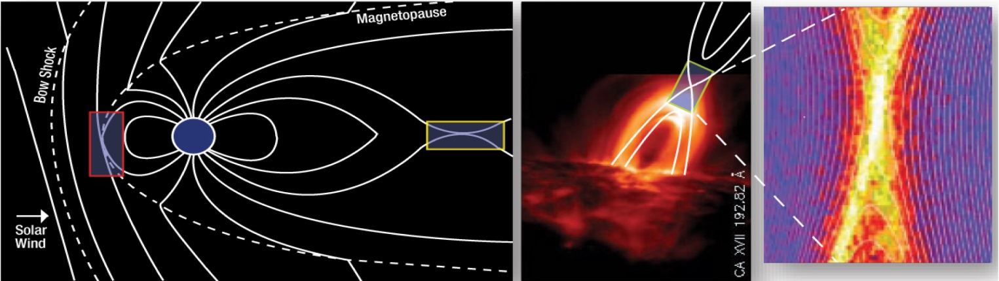 Bow Shock
Magnetopause
Solar
Wind
CA XVII 192.82 Å